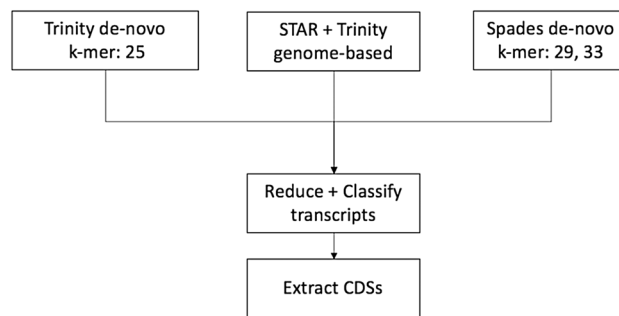 Trinity de-novo
k-mer: 25
STAR + Trinity
genome-based
Spades de-novo
k-mer: 29, 33
Reduce + Classify
transcripts
Extract CDSs